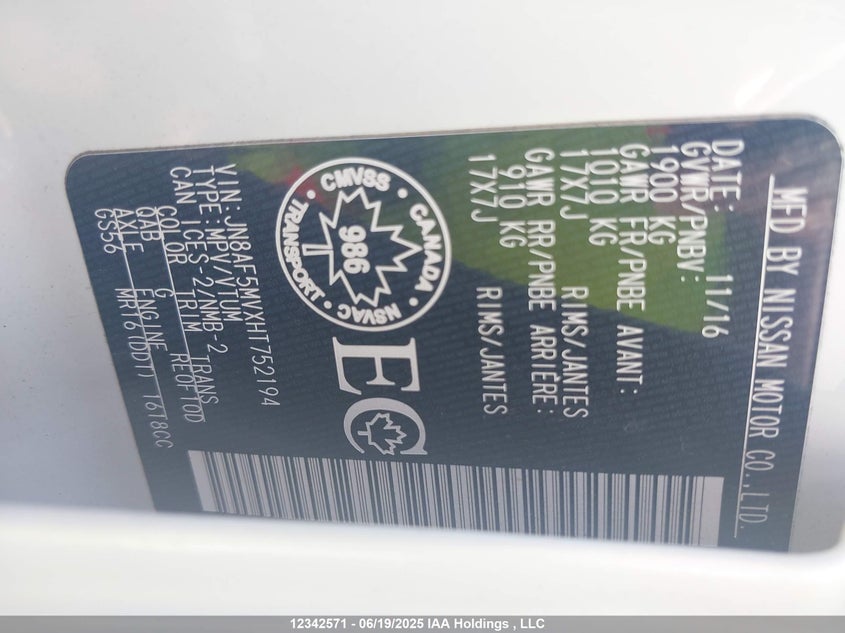 MFD BY NISSAN MOTOR CO.,LTD.
DATE: 11/16
GVWR/PNBV:
1900 KG
GAWR FR/PNBE AVANT:
1010 KG RIMS/JANTES
17X7J
GAWR RR/PNBE ARRIERE:
910 KG RIMS/JANTES
17X7J
CANADA
CMVSS
NSVAC
TRANSPORT
986
EC
VIN:JN8AF5MVXHT752194
TYPE:MPV/VTUM
CAN ICES-2/NMB-2
COLOR TRIM TRANS
QAB G RE0F10D
AXLE ENGINE
GS56 MR16(DDT) 1618CC
12342571 - 06/19/2025 IAA Holdings , LLC